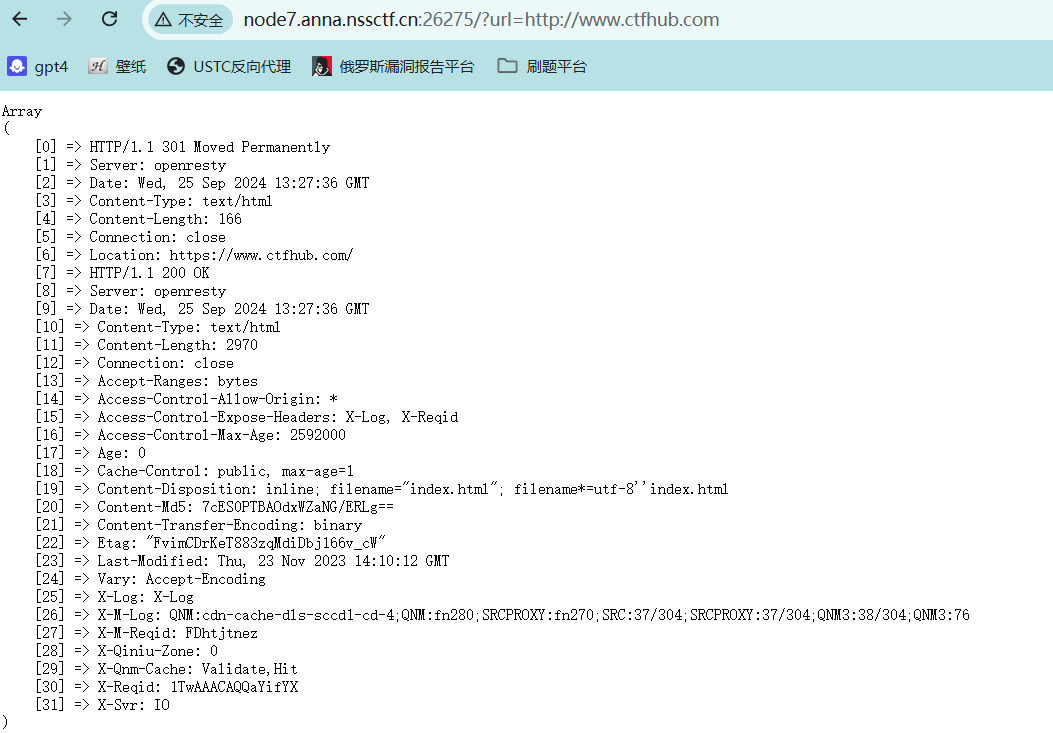 不安全 node7.anna.nssctf.cn:26275/?url=http://www.ctfhub.com
gpt4 壁纸 USTC反向代理 俄罗斯漏洞报告平台 刷题平台
Array
(
[0] => HTTP/1.1 301 Moved Permanently
[1] => Server: openresty
[2] => Date: Wed, 25 Sep 2024 13:27:36 GMT
[3] => Content-Type: text/html
[4] => Content-Length: 166
[5] => Connection: close
[6] => Location: https://www.ctfhub.com/
[7] => HTTP/1.1 200 OK
[8] => Server: openresty
[9] => Date: Wed, 25 Sep 2024 13:27:36 GMT
[10] => Content-Type: text/html
[11] => Content-Length: 2970
[12] => Connection: close
[13] => Accept-Ranges: bytes
[14] => Access-Control-Allow-Origin: *
[15] => Access-Control-Expose-Headers: X-Log, X-Reqid
[16] => Access-Control-Max-Age: 2592000
[17] => Age: 0
[18] => Cache-Control: public, max-age=1
[19] => Content-Disposition: inline; filename="index.html"; filename*=utf-8''index.html
[20] => Content-Md5: 7cES0PTBAOdxWZaNG/ERLg==
[21] => Content-Transfer-Encoding: binary
[22] => Etag: "FvimCDrKeT883zqMdiDbj166v_cW"
[23] => Last-Modified: Thu, 23 Nov 2023 14:10:12 GMT
[24] => Vary: Accept-Encoding
[25] => X-Log: X-Log
[26] => X-M-Log: QNM:cdn-cache-dls-sccdl-cd-4;QNM:fn280;SRCPROXY:fn270;SRC:37/304;SRCPROXY:37/304;QNM3:38/304;QNM3:76
[27] => X-M-Reqid: FDhtjtnez
[28] => X-Qiniu-Zone: 0
[29] => X-Qnm-Cache: Validate,Hit
[30] => X-Reqid: 1TwAAACAQQaYifYX
[31] => X-Svr: IO
)